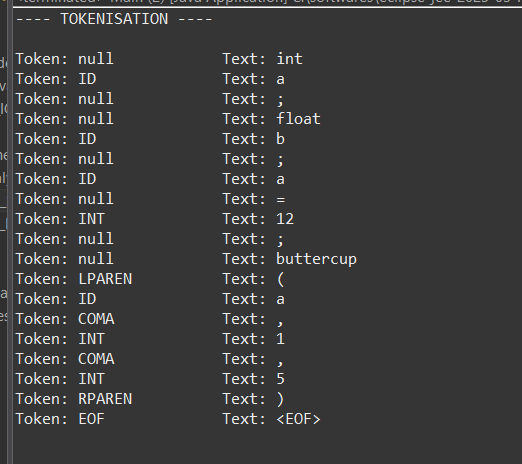 ---- TOKENISATION ----
Token: null Text: int
Token: ID Text: a
Token: null Text: ;
Token: null Text: float
Token: ID Text: b
Token: null Text: ;
Token: ID Text: a
Token: null Text: =
Token: INT Text: 12
Token: null Text: ;
Token: null Text: buttercup
Token: LPAREN Text: (
Token: ID Text: a
Token: COMA Text: ,
Token: INT Text: 1
Token: COMA Text: ,
Token: INT Text: 5
Token: RPAREN Text: )
Token: EOF Text: <EOF>